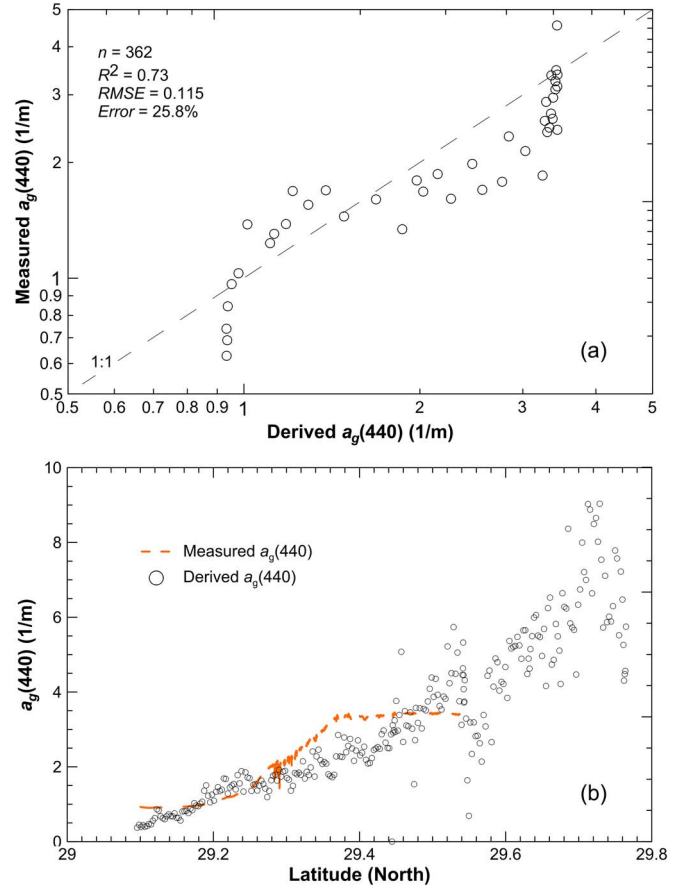 5
4
3
2
1
0.9
0.8
0.7
0.6
0.5
Measured ag(440) (1/m)
n = 362
R2 = 0.73
RMSE = 0.115
Error = 25.8%
1:1
(a)
0.5 0.6 0.7 0.8 0.9 1 2 3 4 5
Derived ag(440) (1/m)
10
8
6
4
2
0
ag(440) (1/m)
Measured ag(440)
Derived ag(440)
(b)
29 29.2 29.4 29.6 29.8
Latitude (North)